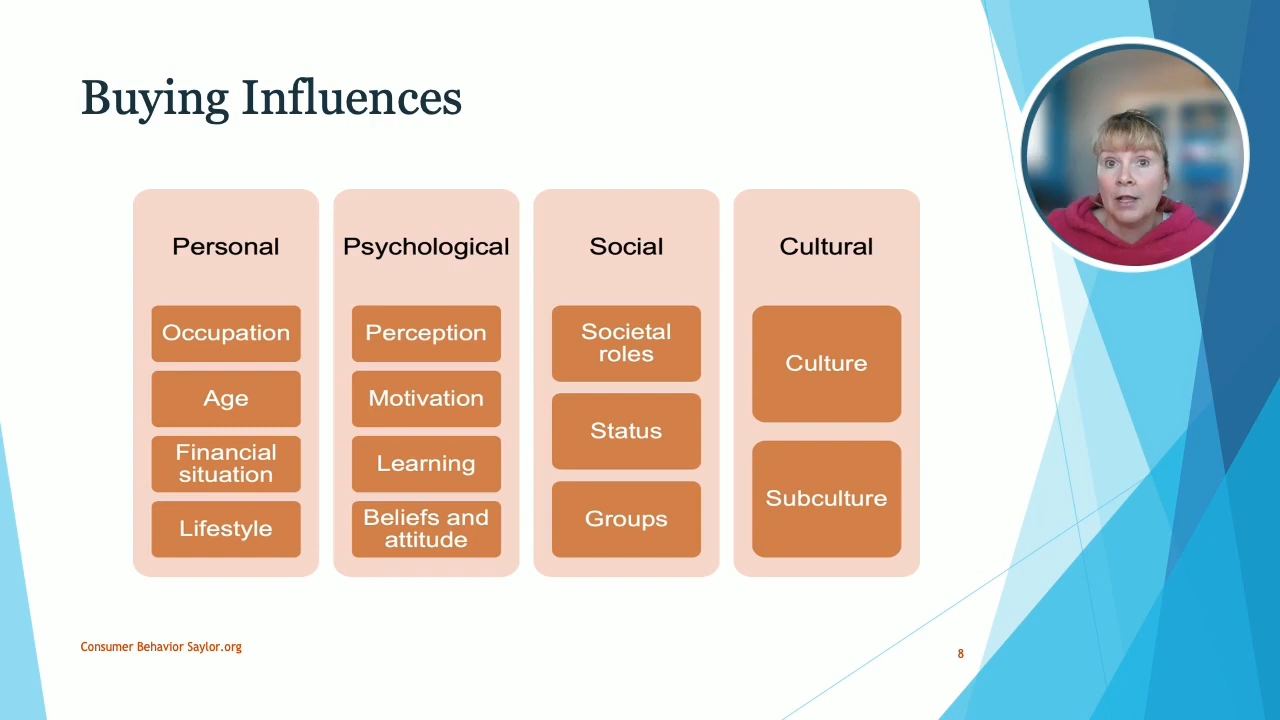 Buying Influences
Personal
Occupation
Age
Financial
situation
Lifestyle
Psychological
Perception
Motivation
Learning
Beliefs and
attitude
Social
Societal
roles
Status
Groups
Cultural
Culture
Subculture
Consumer Behavior Saylor.org
8